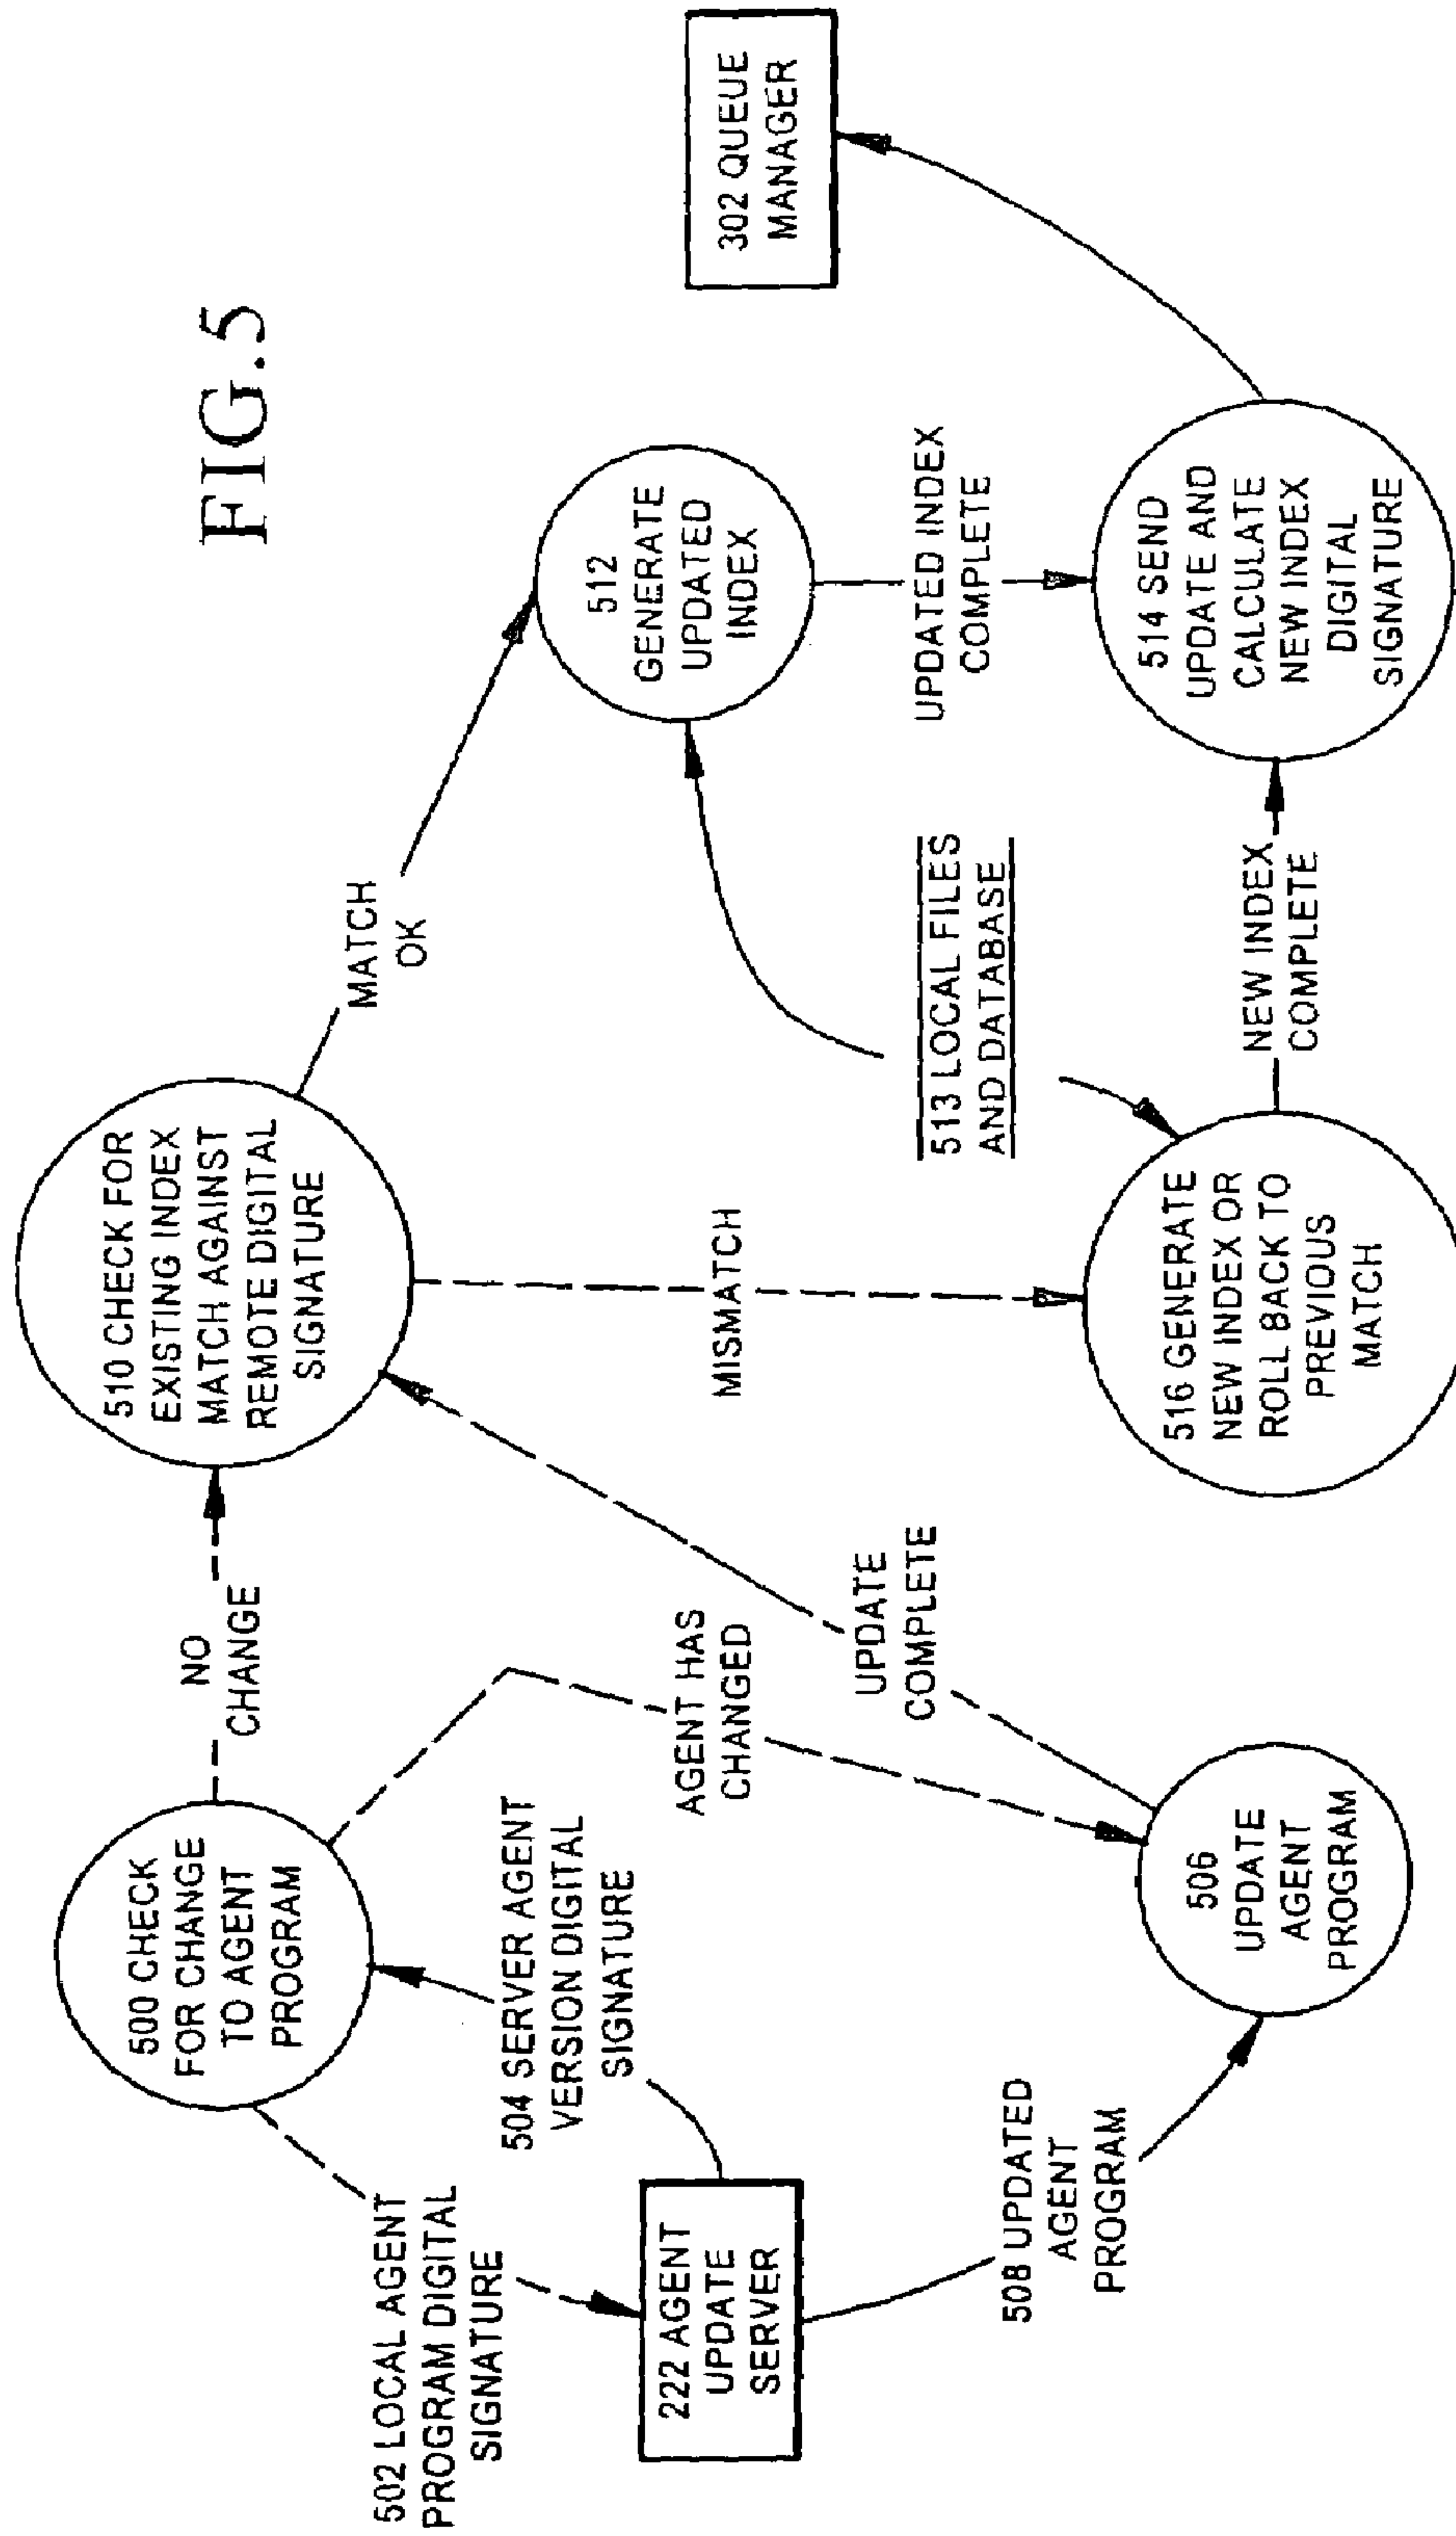 FIG.5
500 CHECK
FOR CHANGE
TO AGENT
PROGRAM
NO
CHANGE
510 CHECK FOR
EXISTING INDEX
MATCH AGAINST
REMOTE DIGITAL
SIGNATURE
MATCH
OK
502 LOCAL AGENT
PROGRAM DIGITAL
SIGNATURE
504 SERVER AGENT
VERSION DIGITAL
SIGNATURE
AGENT HAS
CHANGED
UPDATE
COMPLETE
MISMATCH
512
GENERATE
UPDATED
INDEX
302 QUEUE
MANAGER
222 AGENT
UPDATE
SERVER
513 LOCAL FILES
AND DATABASE
UPDATED INDEX
COMPLETE
508 UPDATED
AGENT
PROGRAM
506
UPDATE
AGENT
PROGRAM
516 GENERATE
NEW INDEX OR
ROLL BACK TO
PREVIOUS
MATCH
NEW INDEX
COMPLETE
514 SEND
UPDATE AND
CALCULATE
NEW INDEX
DIGITAL
SIGNATURE